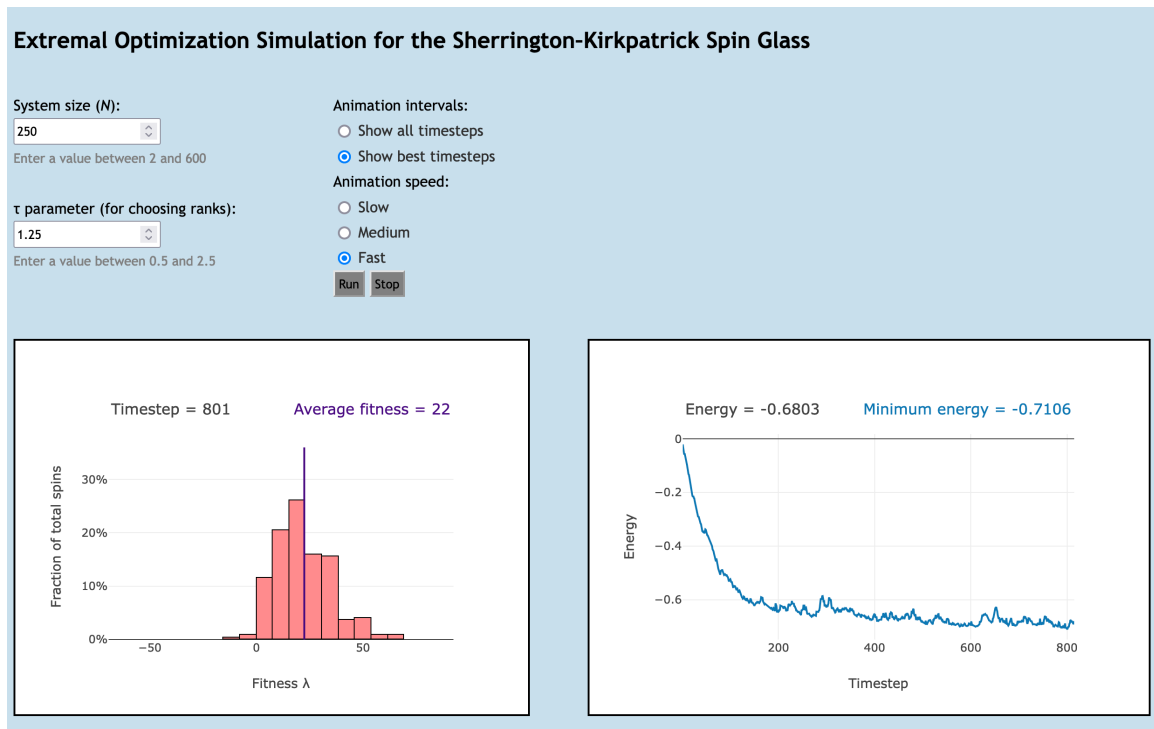 Extremal Optimization Simulation for the Sherrington-Kirkpatrick Spin Glass
System size (N):
250
Enter a value between 2 and 600
τ parameter (for choosing ranks):
1.25
Enter a value between 0.5 and 2.5
Animation intervals:
Show all timesteps
Show best timesteps
Animation speed:
Slow
Medium
Fast
Run Stop
Timestep = 801 Average fitness = 22
Fraction of total spins
30%
20%
10%
0%
−50 0 50
Fitness λ
Energy = -0.6803 Minimum energy = -0.7106
Energy
0
−0.2
−0.4
−0.6
200 400 600 800
Timestep